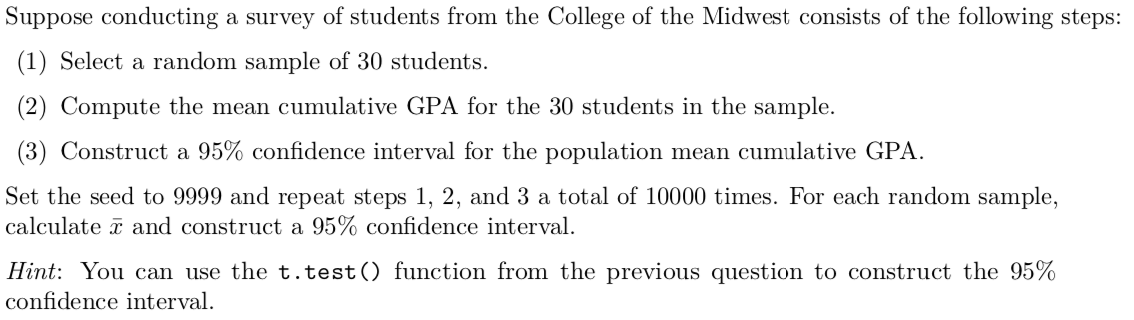 Suppose conducting a survey of students from the College of the Midwest consists of the following steps:
(1) Select a random sample of 30 students.
(2) Compute the mean cumulative GPA for the 30 students in the sample.
(3) Construct a 95% confidence interval for the population mean cumulative GPA.
Set the seed to 9999 and repeat steps 1, 2, and 3 a total of 10000 times. For each random sample,
calculate x̄ and construct a 95% confidence interval.
Hint: You can use the t.test() function from the previous question to construct the 95%
confidence interval.